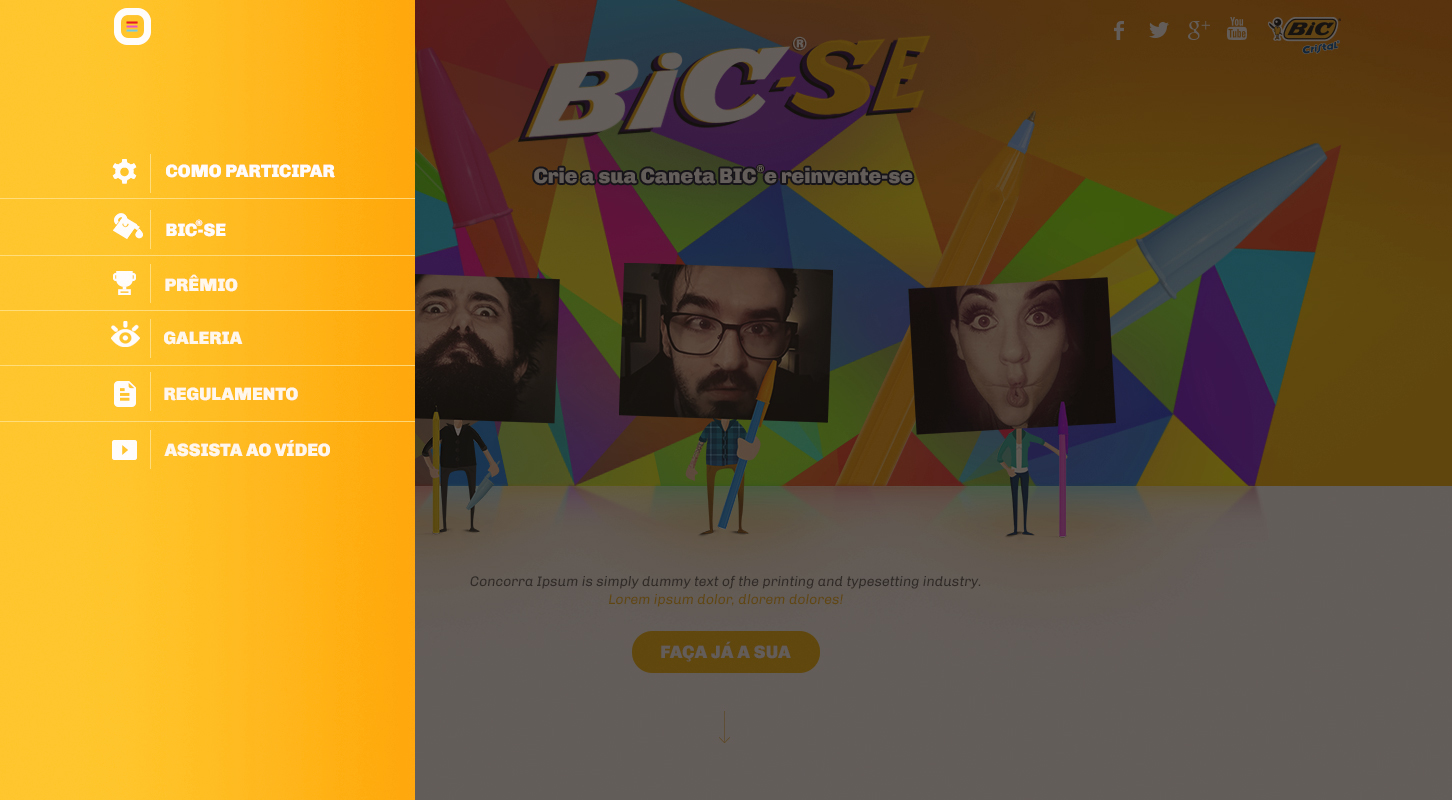 COMO PARTICIPAR
BIC®-SE
PRÊMIO
GALERIA
REGULAMENTO
ASSISTA AO VÍDEO
BiC®-SE
Crie a sua Caneta BIC® e reinvente-se
f
g+
You
Tube
BiC
Cristal
Concorra Ipsum is simply dummy text of the printing and typesetting industry.
Lorem ipsum dolor, dlorem dolores!
FAÇA JÁ A SUA